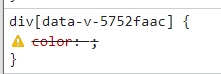 div[data-v-5752faac] {
color: ;
}